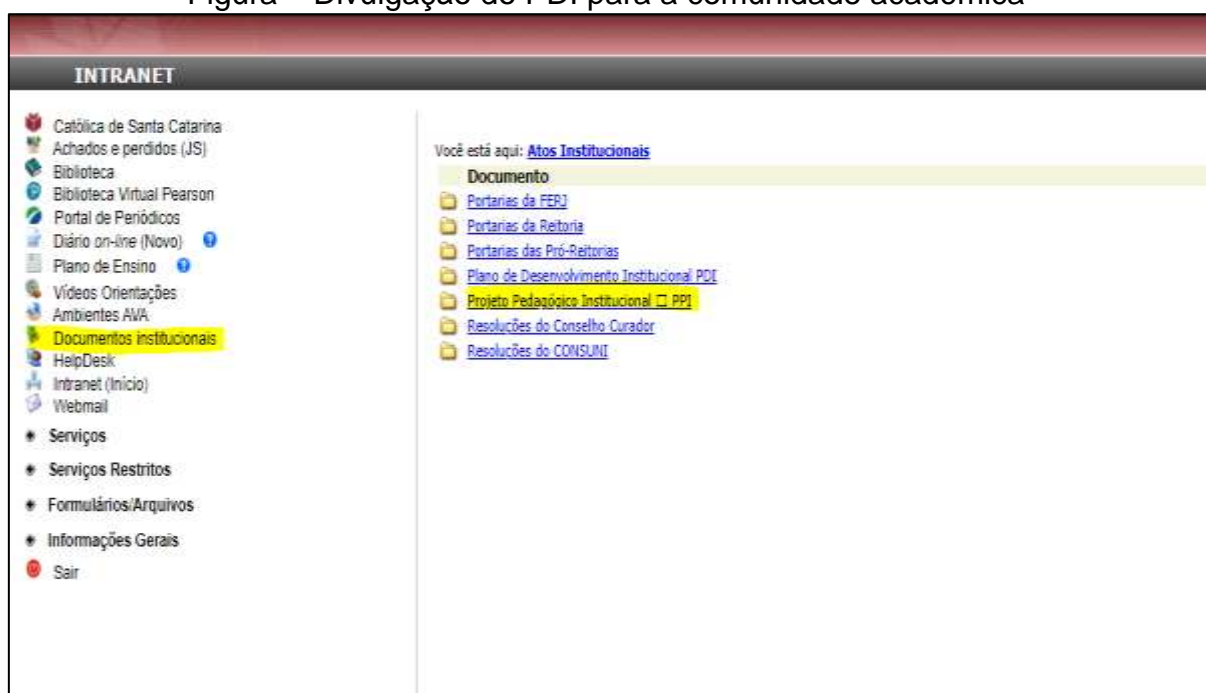 Figura – Divulgação do PDI para a comunidade acadêmica
INTRANET
Católica de Santa Catarina
Achados e perdidos (JS)
Biblioteca
Biblioteca Virtual Pearson
Portal de Periódicos
Diário on-line (Novo)
Plano de Ensino
Vídeos Orientações
Ambientes AVA
Documentos institucionais
HelpDesk
Intranet (Início)
Webmail
Serviços
Serviços Restritos
Formulários/Arquivos
Informações Gerais
Sair
Você está aqui: Atos Institucionais
Documento
Portarias da FERJ
Portarias da Reitoria
Portarias das Pró-Reitorias
Plano de Desenvolvimento Institucional PDI
Projeto Pedagógico Institucional □ PPI
Resoluções do Conselho Curador
Resoluções do CONSUNI